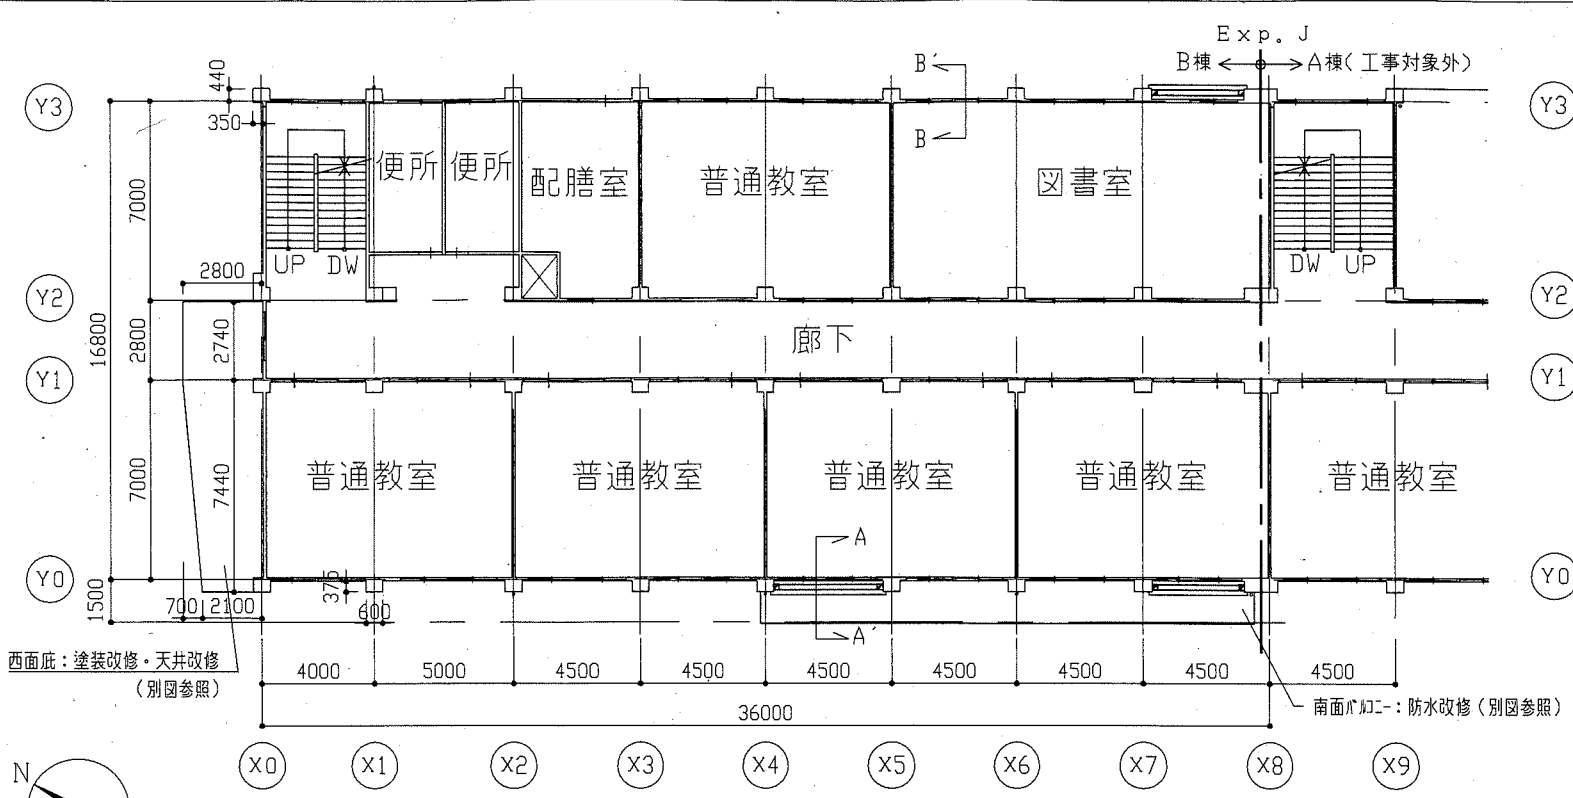 Exp. J
B棟 A棟(工事対象外)
B' 
B
Y3
Y3
440
350
便所
便所
配膳室
普通教室
図書室
7000
UP DW
DW UP
2800
Y2
Y2
16800
2800
2740
廊下
Y1
Y1
7000
7440
普通教室
普通教室
普通教室
普通教室
普通教室
A
A'
Y0
Y0
375
1500
700
2100
600
西面庇:塗装改修・天井改修
(別図参照)
4000
5000
4500
4500
4500
4500
4500
4500
4500
36000
南面バルコニー:防水改修(別図参照)
X0
X1
X2
X3
X4
X5
X6
X7
X8
X9
N